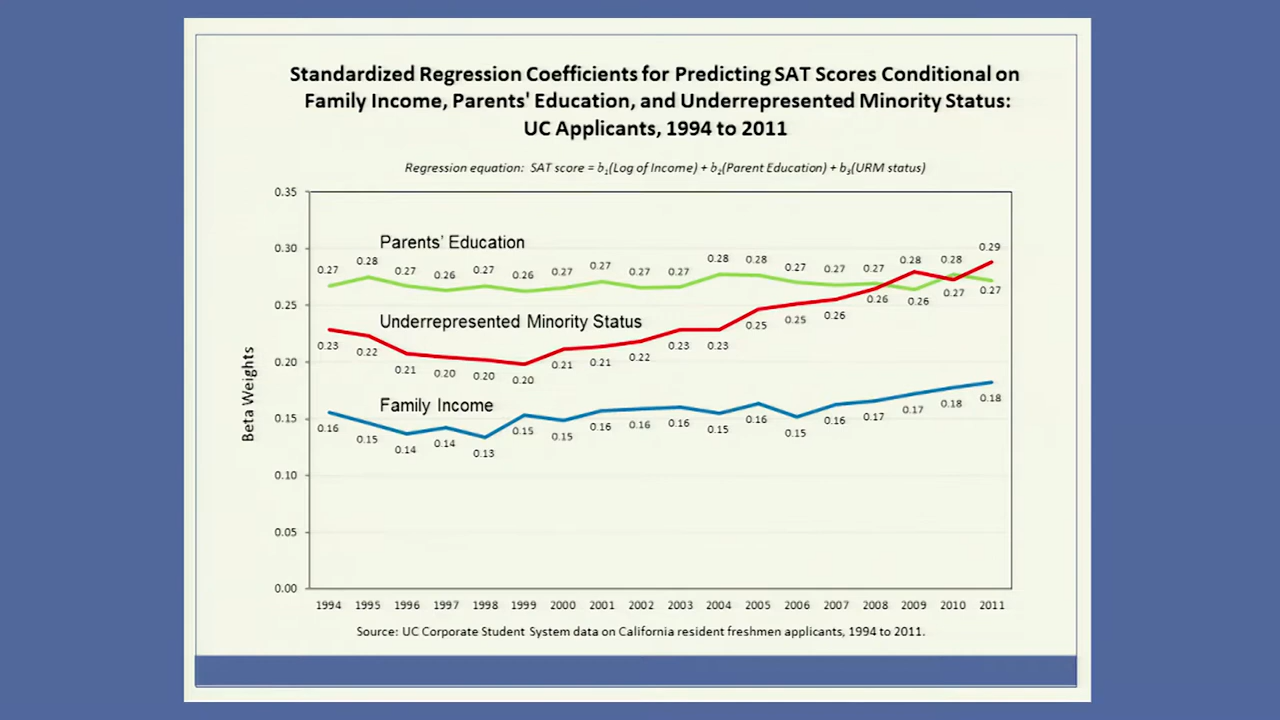 Standardized Regression Coefficients for Predicting SAT Scores Conditional on
Family Income, Parents' Education, and Underrepresented Minority Status:
UC Applicants, 1994 to 2011
Regression equation: SAT score = b₁(Log of Income) + b₂(Parent Education) + b₃(URM status)
Beta Weights
0.35
0.30
0.25
0.20
0.15
0.10
0.05
0.00
Parents' Education
0.27 0.28 0.27 0.26 0.27 0.26 0.27 0.27 0.27 0.27 0.28 0.28 0.27 0.27 0.27 0.26 0.28 0.27
Underrepresented Minority Status
0.23 0.22 0.21 0.20 0.20 0.20 0.21 0.21 0.22 0.23 0.23 0.25 0.25 0.26 0.26 0.28 0.27 0.29
Family Income
0.16 0.15 0.14 0.14 0.13 0.15 0.15 0.16 0.16 0.16 0.15 0.16 0.15 0.16 0.17 0.17 0.18 0.18
1994 1995 1996 1997 1998 1999 2000 2001 2002 2003 2004 2005 2006 2007 2008 2009 2010 2011
Source: UC Corporate Student System data on California resident freshmen applicants, 1994 to 2011.